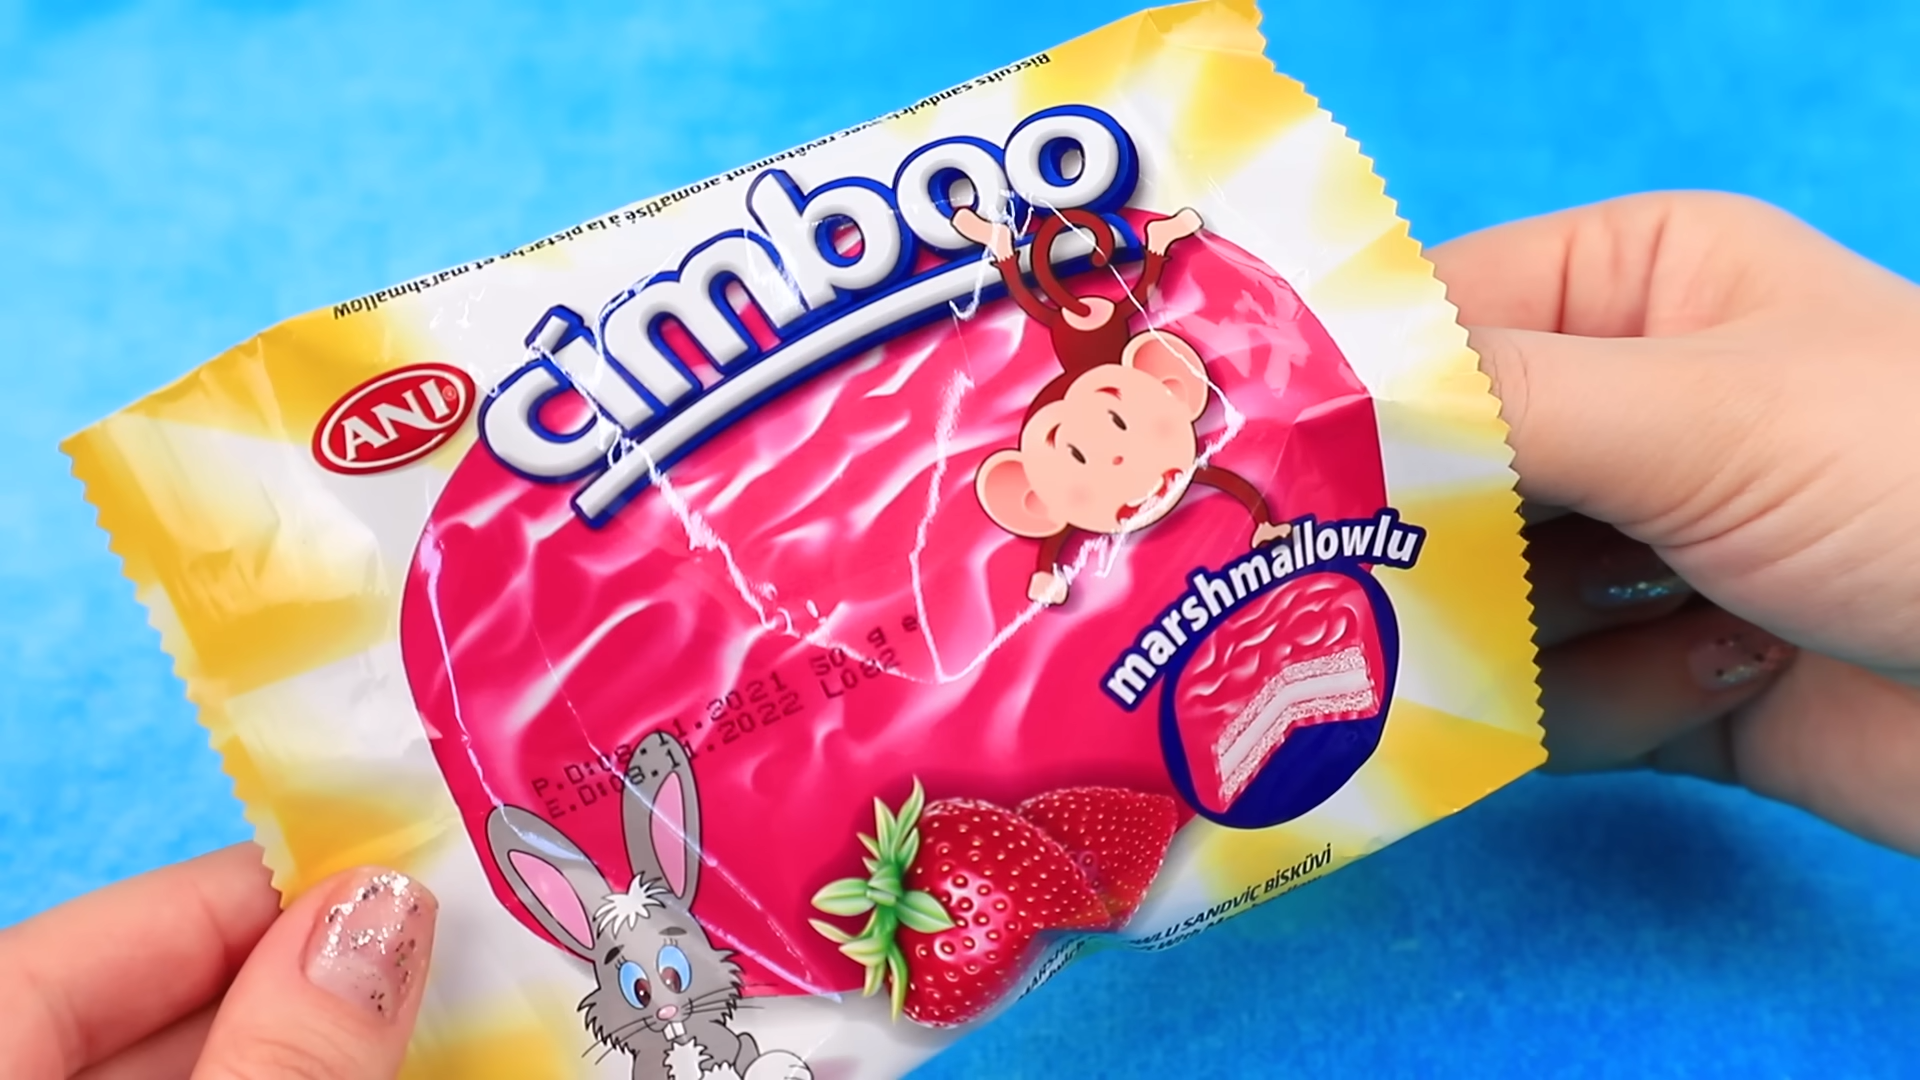 Biscuits sandwich avec revêtement aromatisé à la pistache et marshmallow
ANI®
cimboo
marshmallowlu
P.D:08.11.2021 50 g e
E.D:08.11.2022 L082
SANDVİÇ BİSKÜVİ